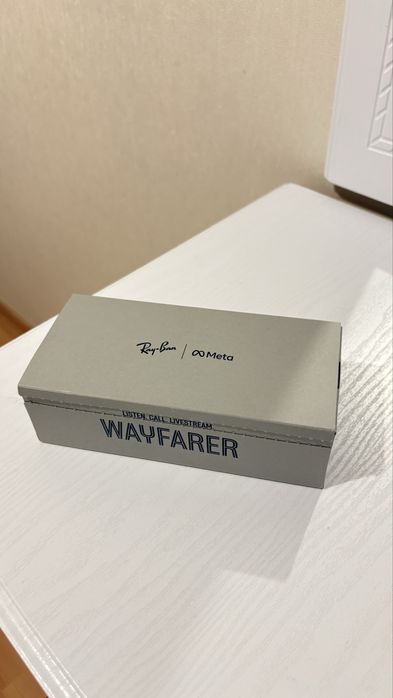 Ray-Ban | Meta
LISTEN, CALL, LIVESTREAM
WAYFARER